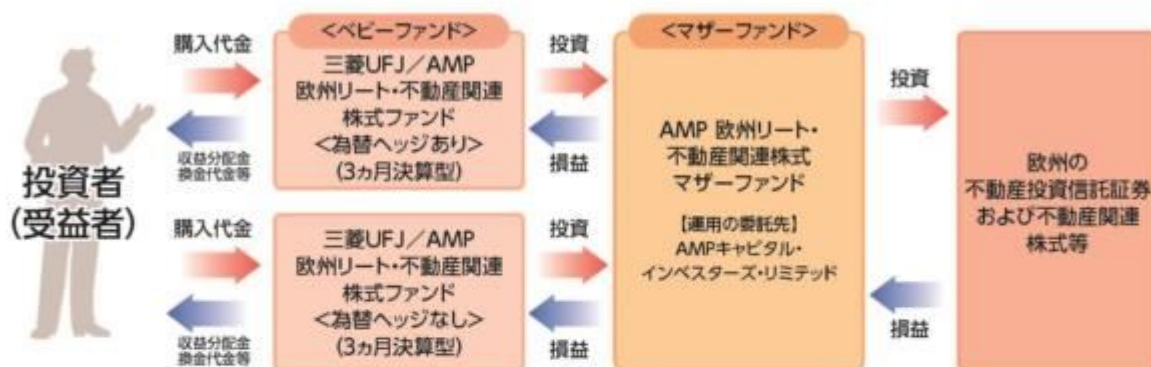 投資者
(受益者)
購入代金
収益分配金
換金代金等
購入代金
収益分配金
換金代金等
<ベビーファンド>
三菱UFJ/AMP
欧州リート・不動産関連
株式ファンド
<為替ヘッジあり>
(3ヵ月決算型)
三菱UFJ/AMP
欧州リート・不動産関連
株式ファンド
<為替ヘッジなし>
(3ヵ月決算型)
投資
損益
投資
損益
<マザーファンド>
AMP 欧州リート・
不動産関連株式
マザーファンド
【運用の委託先】
AMPキャピタル・
インベスターズ・リミテッド
投資
損益
欧州の
不動産投資信託証券
および不動産関連
株式等